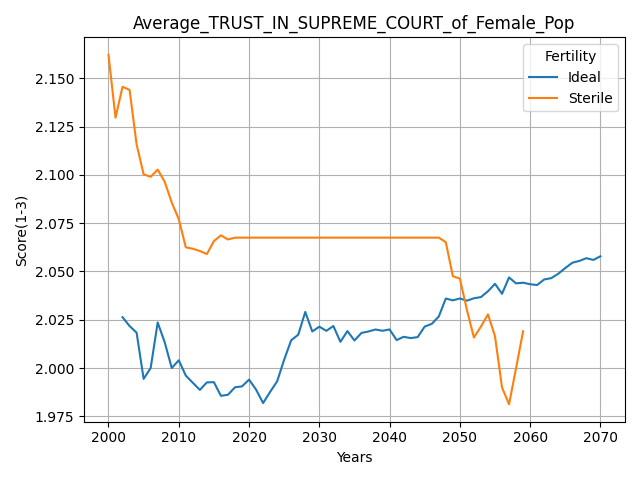 Average_TRUST_IN_SUPREME_COURT_of_Female_Pop
Fertility
Ideal
Sterile
Score(1-3)
2.150
2.125
2.100
2.075
2.050
2.025
2.000
1.975
2000 2010 2020 2030 2040 2050 2060 2070
Years